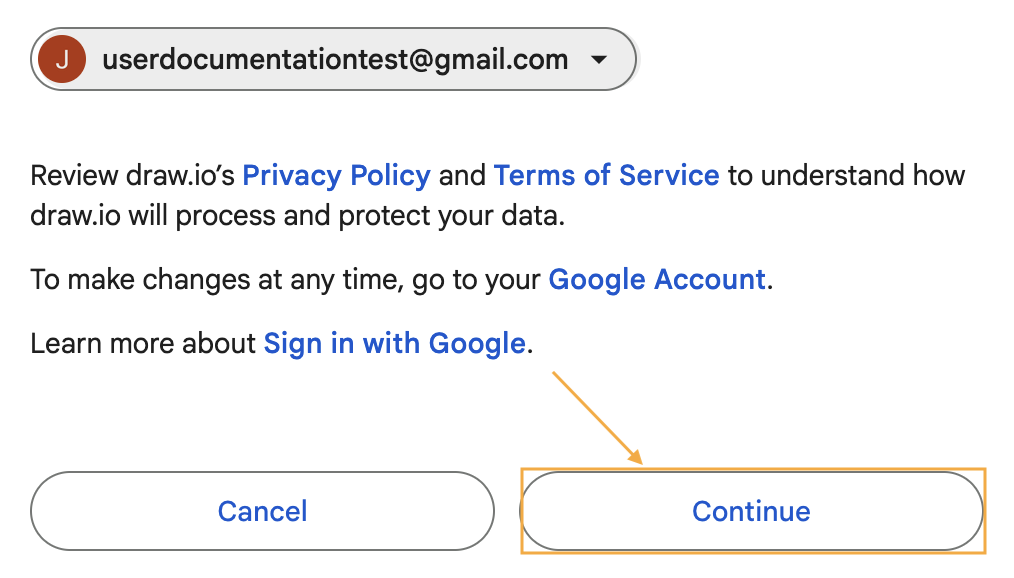 J userdocumentationtest@gmail.com
Review draw.io’s Privacy Policy and Terms of Service to understand how
draw.io will process and protect your data.
To make changes at any time, go to your Google Account.
Learn more about Sign in with Google.
Cancel Continue